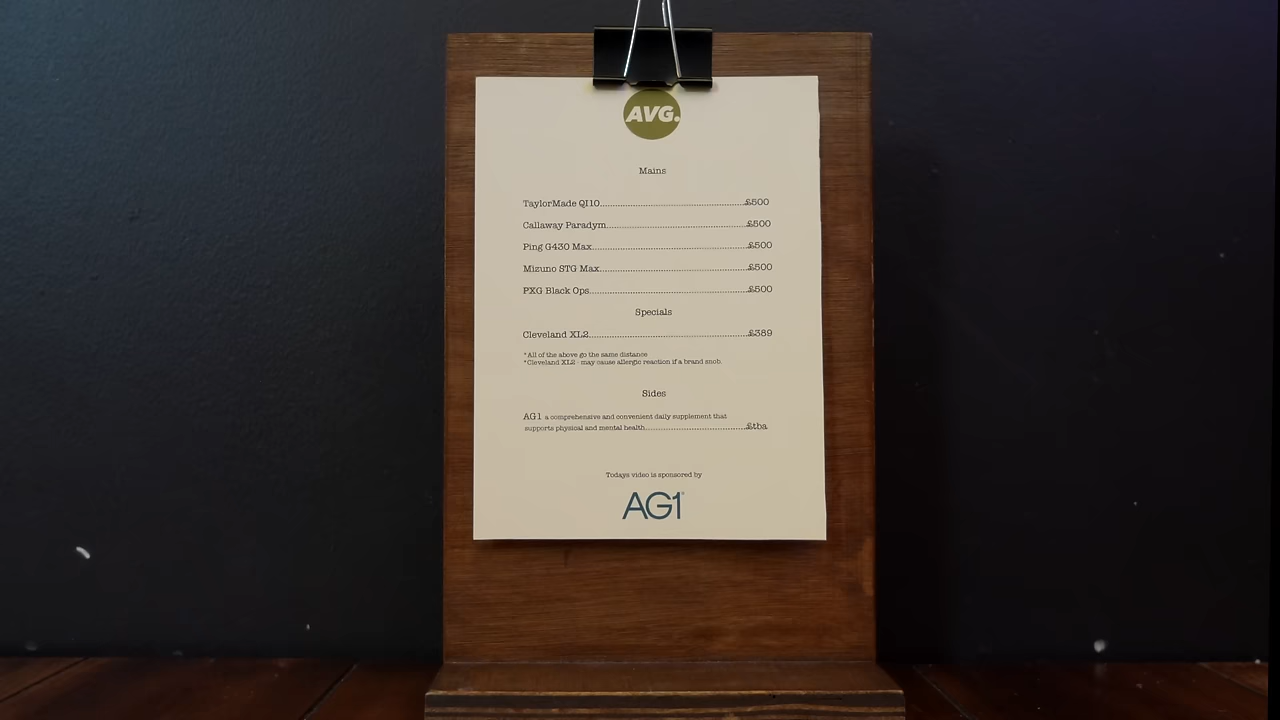 AVG.
Mains
TaylorMade QI10..........£500
Callaway Paradym..........£500
Ping G430 Max..........£500
Mizuno STG Max..........£500
PXG Black Ops..........£500
Specials
Cleveland XL2..........£389
*All of the above go the same distance
*Cleveland XL2 - may cause allergic reaction if a brand snob.
Sides
AG1 a comprehensive and convenient daily supplement that
supports physical and mental health..........£tba
Todays video is sponsored by
AG1